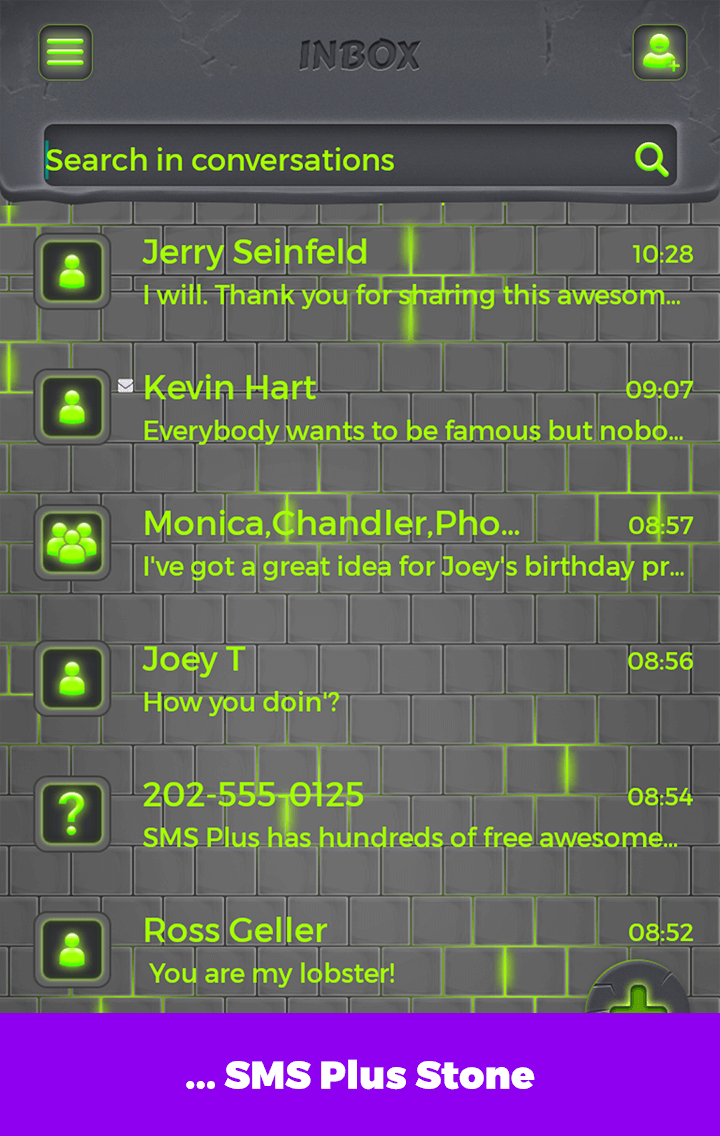 INBOX
Search in conversations
Jerry Seinfeld 10:28
I will. Thank you for sharing this awesom...
Kevin Hart 09:07
Everybody wants to be famous but nobo...
Monica,Chandler,Pho... 08:57
I've got a great idea for Joey's birthday pr...
Joey T 08:56
How you doin'?
202-555-0125 08:54
SMS Plus has hundreds of free awesome...
Ross Geller 08:52
You are my lobster!
... SMS Plus Stone